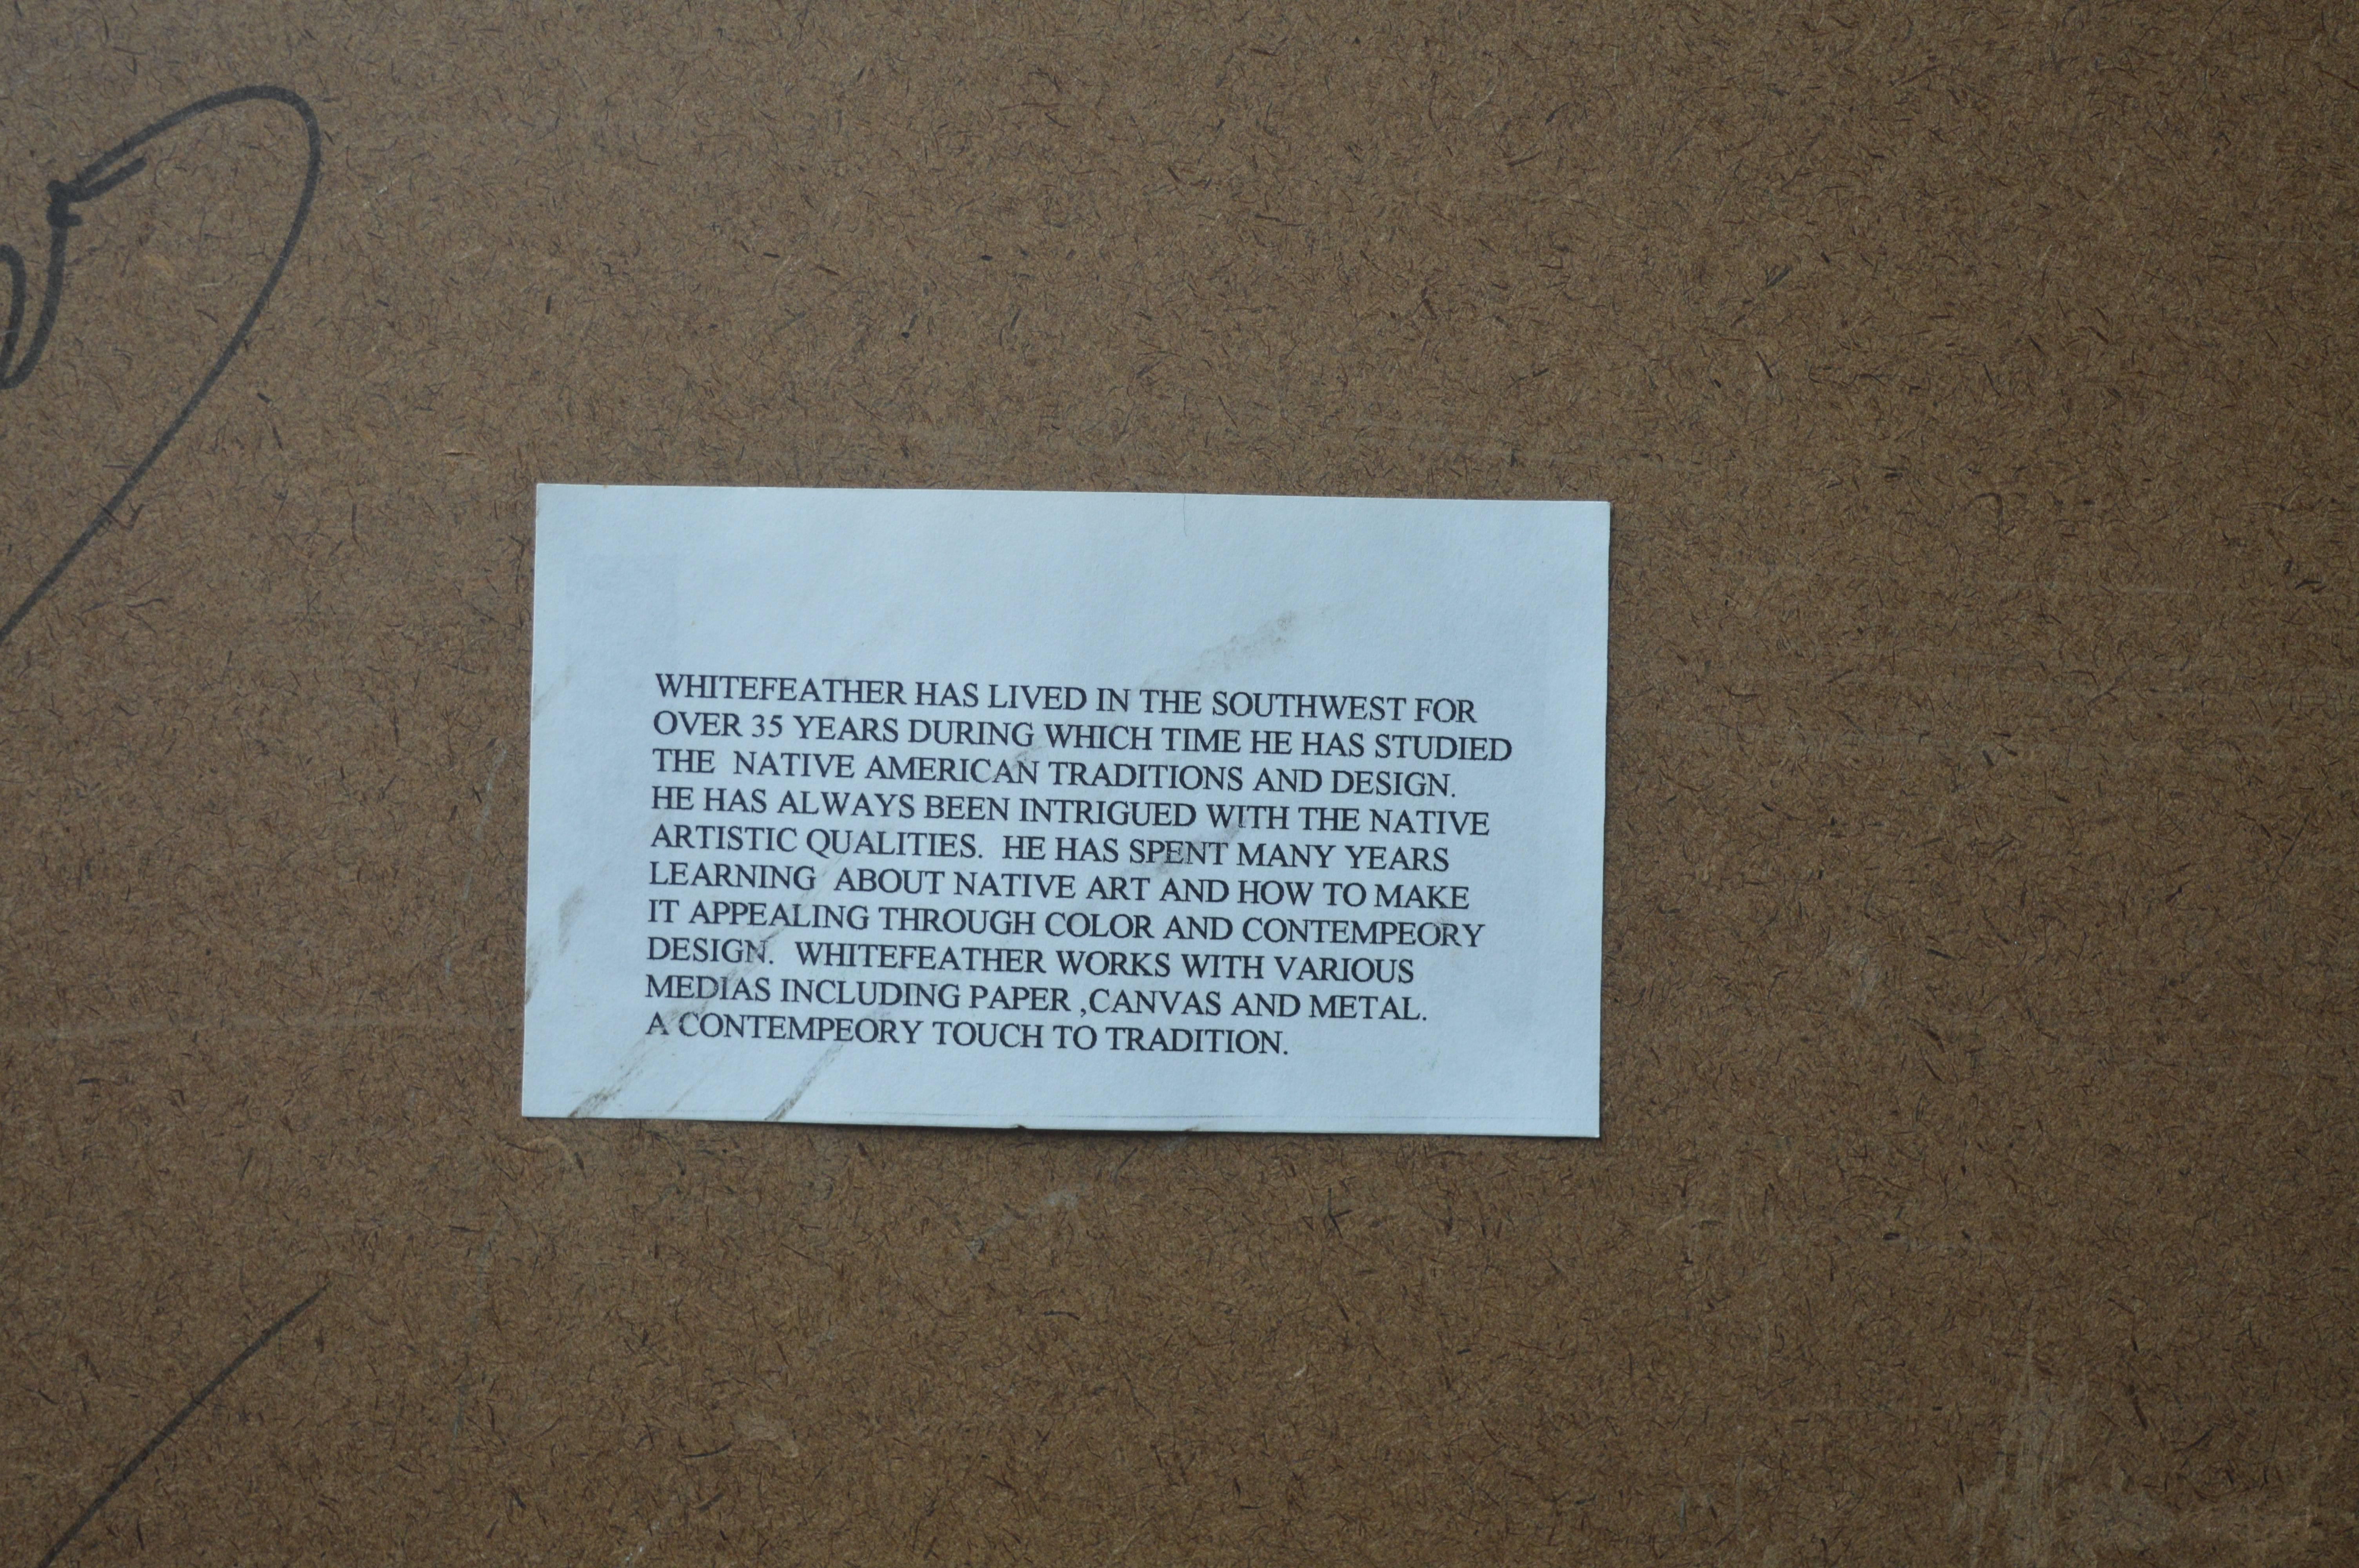 WHITEFEATHER HAS LIVED IN THE SOUTHWEST FOR
OVER 35 YEARS DURING WHICH TIME HE HAS STUDIED
THE  NATIVE AMERICAN TRADITIONS AND DESIGN.
HE HAS ALWAYS BEEN INTRIGUED WITH THE NATIVE
ARTISTIC QUALITIES.  HE HAS SPENT MANY YEARS
LEARNING  ABOUT NATIVE ART AND HOW TO MAKE
IT APPEALING THROUGH COLOR AND CONTEMPEORY
DESIGN.  WHITEFEATHER WORKS WITH VARIOUS
MEDIAS INCLUDING PAPER ,CANVAS AND METAL.
A CONTEMPEORY TOUCH TO TRADITION.